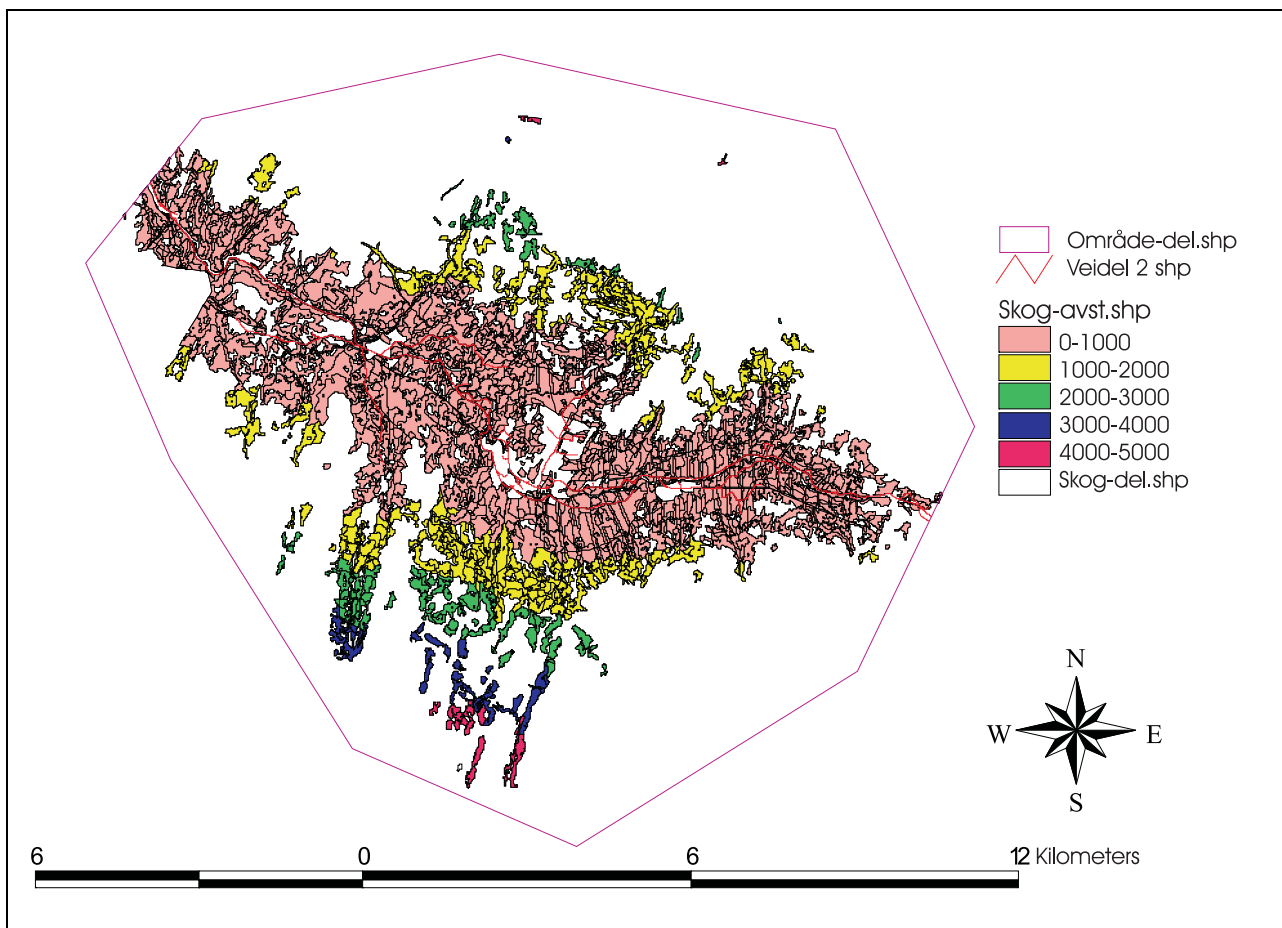 Område-del.shp
Veidel 2 shp
Skog-avst.shp
0-1000
1000-2000
2000-3000
3000-4000
4000-5000
Skog-del.shp
N
W E
S
6 0 6 12 Kilometers